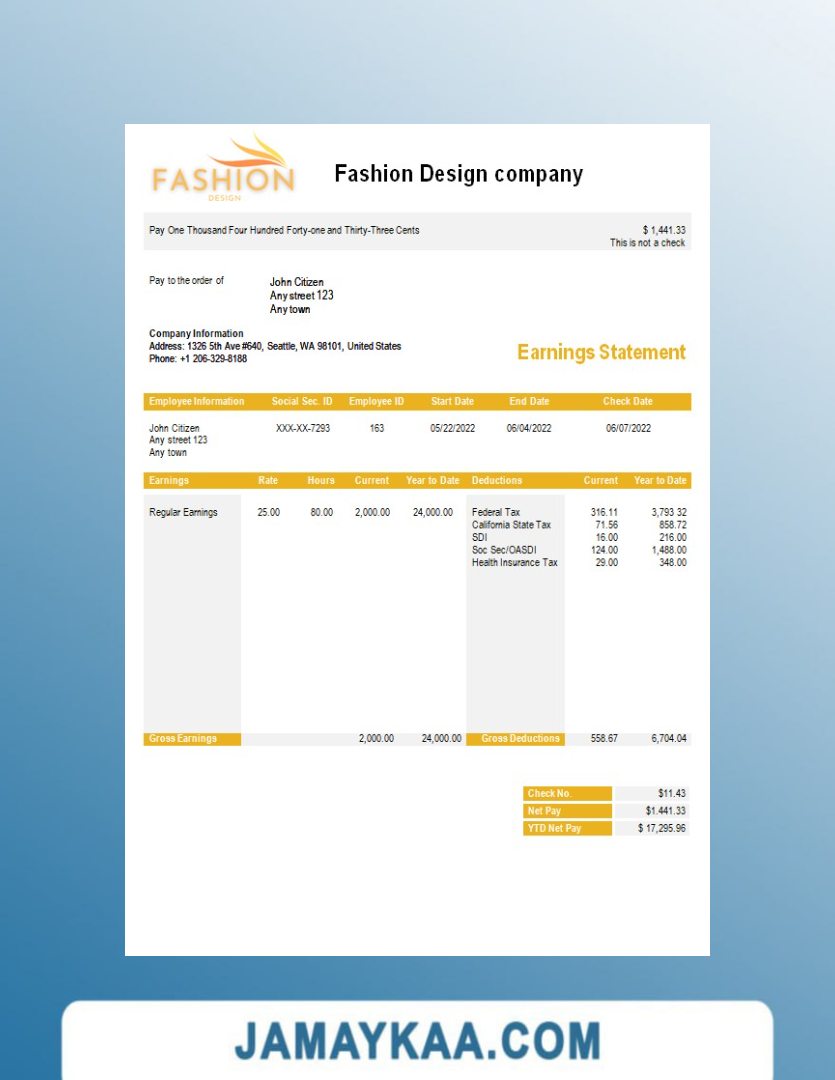 FASHION
DESIGN
Fashion Design company
Pay One Thousand Four Hundred Forty-one and Thirty-Three Cents $ 1,441.33
This is not a check
Pay to the order of John Citizen
Any street 123
Any town
Company Information
Address: 1326 5th Ave #640, Seattle, WA 98101, United States
Phone: +1 206-329-8188
Earnings Statement
Employee Information Social Sec. ID Employee ID Start Date End Date Check Date
John Citizen XXX-XX-7293 163 05/22/2022 06/04/2022 06/07/2022
Any street 123
Any town
Earnings Rate Hours Current Year to Date Deductions Current Year to Date
Regular Earnings 25.00 80.00 2,000.00 24,000.00 Federal Tax 316.11 3,793 32
California State Tax 71.56 858.72
SDI 16.00 216.00
Soc Sec/OASDI 124.00 1,488.00
Health Insurance Tax 29.00 348.00
Gross Earnings 2,000.00 24,000.00 Gross Deductions 558.67 6,704.04
Check No. $11.43
Net Pay $1.441.33
YTD Net Pay $ 17,295.96
JAMAYKAA.COM